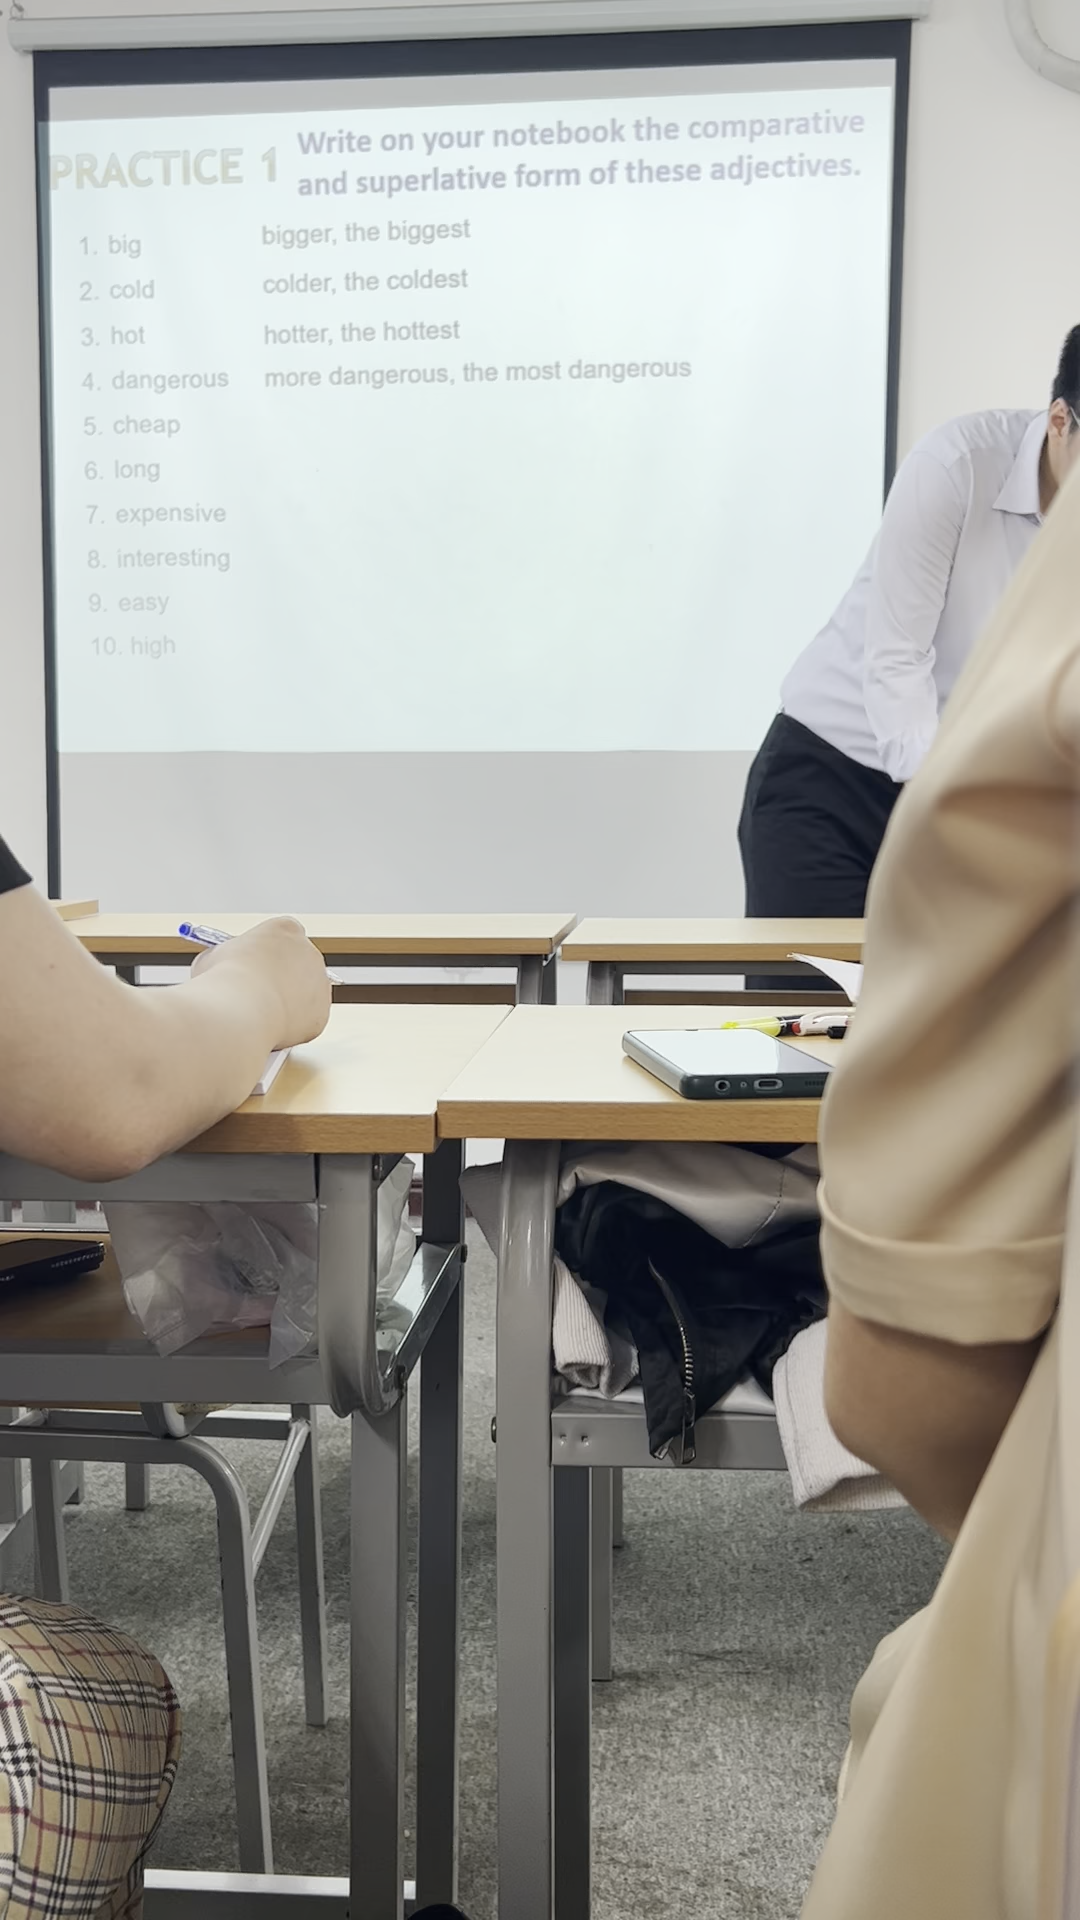 PRACTICE 1
Write on your notebook the comparative
and superlative form of these adjectives.
1. big bigger, the biggest
2. cold colder, the coldest
3. hot hotter, the hottest
4. dangerous more dangerous, the most dangerous
5. cheap
6. long
7. expensive
8. interesting
9. easy
10. high